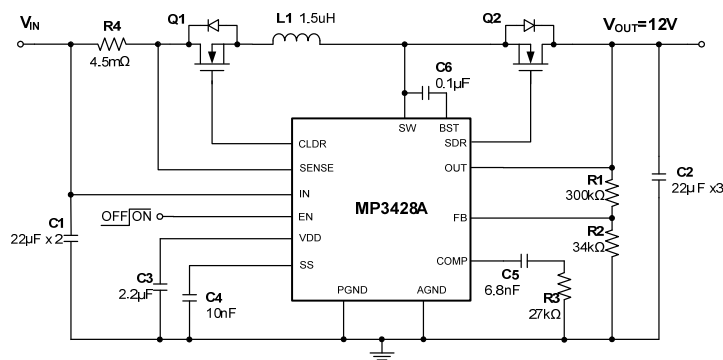 VIN
R4
4.5mΩ
Q1
L1 1.5uH
Q2
VOUT=12V
C6
0.1µF
SW
BST
CLDR
SDR
SENSE
OUT
IN
EN
OFF ON
VDD
SS
MP3428A
FB
COMP
PGND
AGND
R1
300kΩ
R2
34kΩ
C2
22µF x3
C1
22µF x 2
C3
2.2µF
C4
10nF
C5
6.8nF
R3
27kΩ